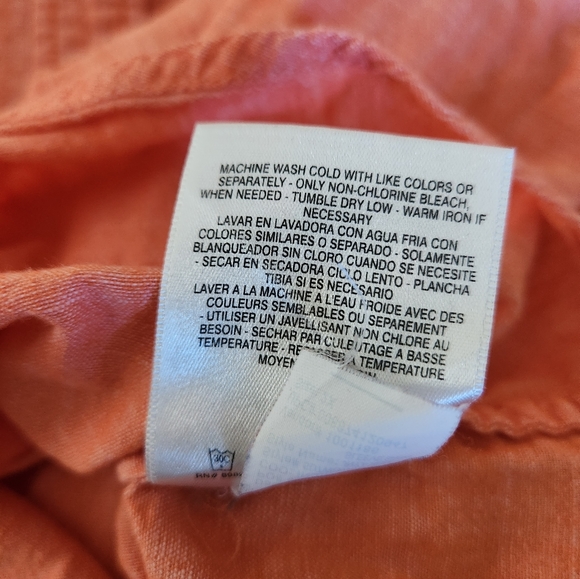 MACHINE WASH COLD WITH LIKE COLORS OR
SEPARATELY - ONLY NON-CHLORINE BLEACH,
WHEN NEEDED - TUMBLE DRY LOW - WARM IRON IF
NECESSARY
LAVAR EN LAVADORA CON AGUA FRIA CON
COLORES SIMILARES O SEPARADO - SOLAMENTE
BLANQUEADOR SIN CLORO CUANDO SE NECESITE
- SECAR EN SECADORA CICLO LENTO - PLANCHA
TIBIA SI ES NECESARIO
LAVER A LA MACHINE A L'EAU FROIDE AVEC DES
COULEURS SEMBLABLES OU SEPAREMENT
- UTILISER UN JAVELLISANT NON CHLORE AU
BESOIN - SECHAR PAR CULBUTAGE A BASSE
TEMPERATURE - A TEMPERATURE
40C
RN#